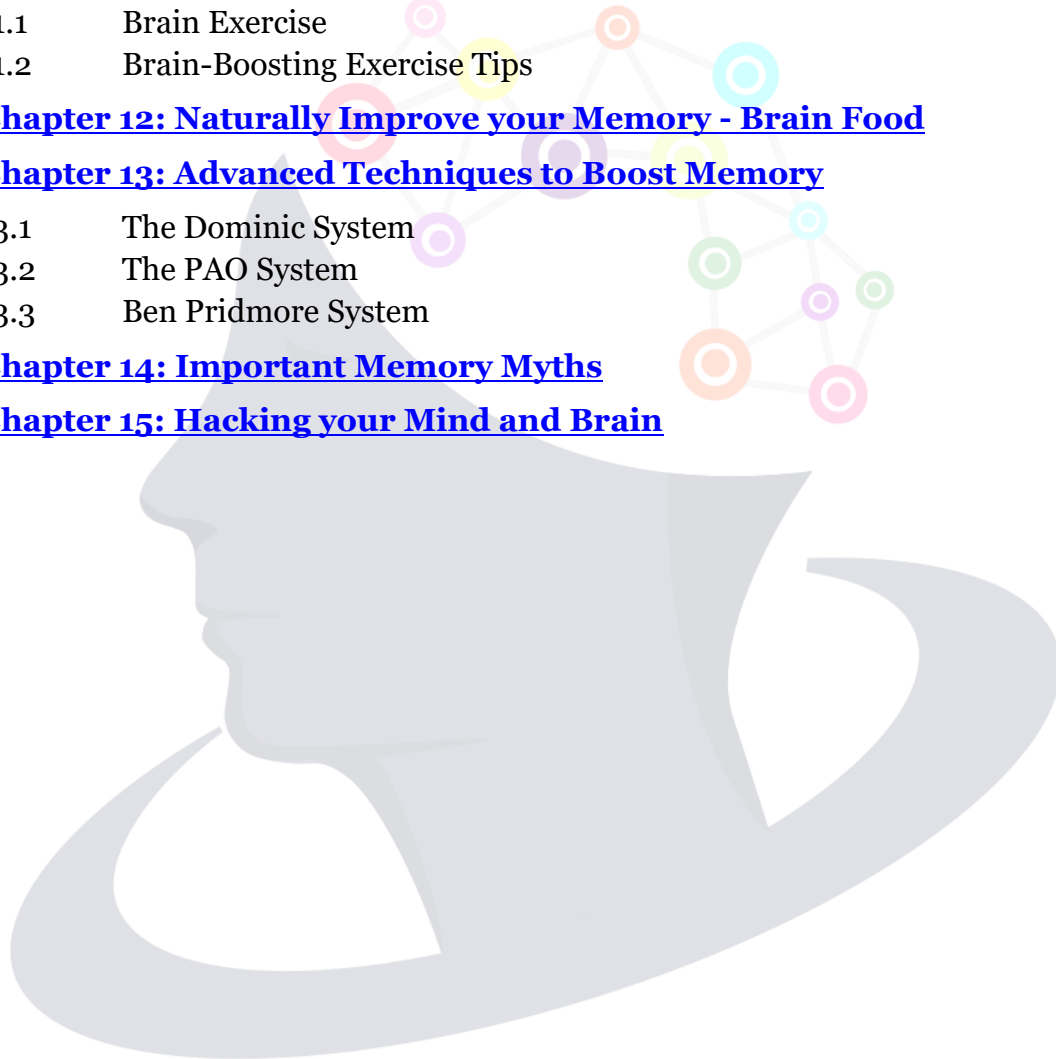 1.1 Brain Exercise
1.2 Brain-Boosting Exercise Tips
hapter 12: Naturally Improve your Memory - Brain Food
hapter 13: Advanced Techniques to Boost Memory
3.1 The Dominic System
3.2 The PAO System
3.3 Ben Pridmore System
hapter 14: Important Memory Myths
hapter 15: Hacking your Mind and Brain